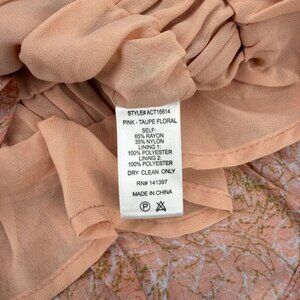 STYLE# ACT16614
PINK - TAUPE FLORAL
SELF:
65% RAYON
35% NYLON
LINING 1:
100% POLYESTER
LINING 2:
100% POLYESTER
DRY CLEAN ONLY
RN# 141397
MADE IN CHINA
P